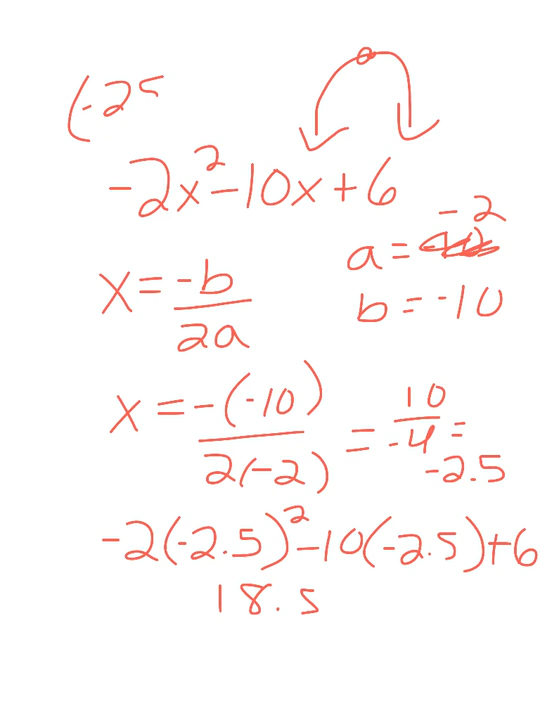 (-25
-2x²-10x+6
-2
a=
x=-b/2a
b=-10
x=-(-10)/2(-2)=10/-4=
-2.5
-2(-2.5)²-10(-2.5)+6
18.5